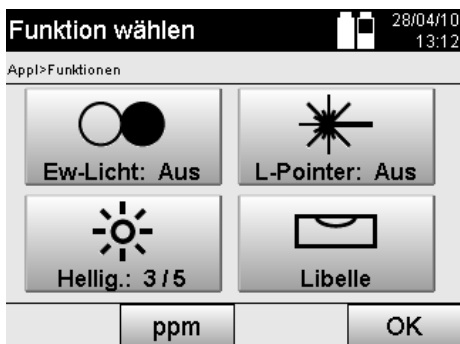 Funktion wählen
28/04/10
13:12
Appl>Funktionen
Ew-Licht: Aus
L-Pointer: Aus
Hellig.: 3/5
Libelle
ppm
OK